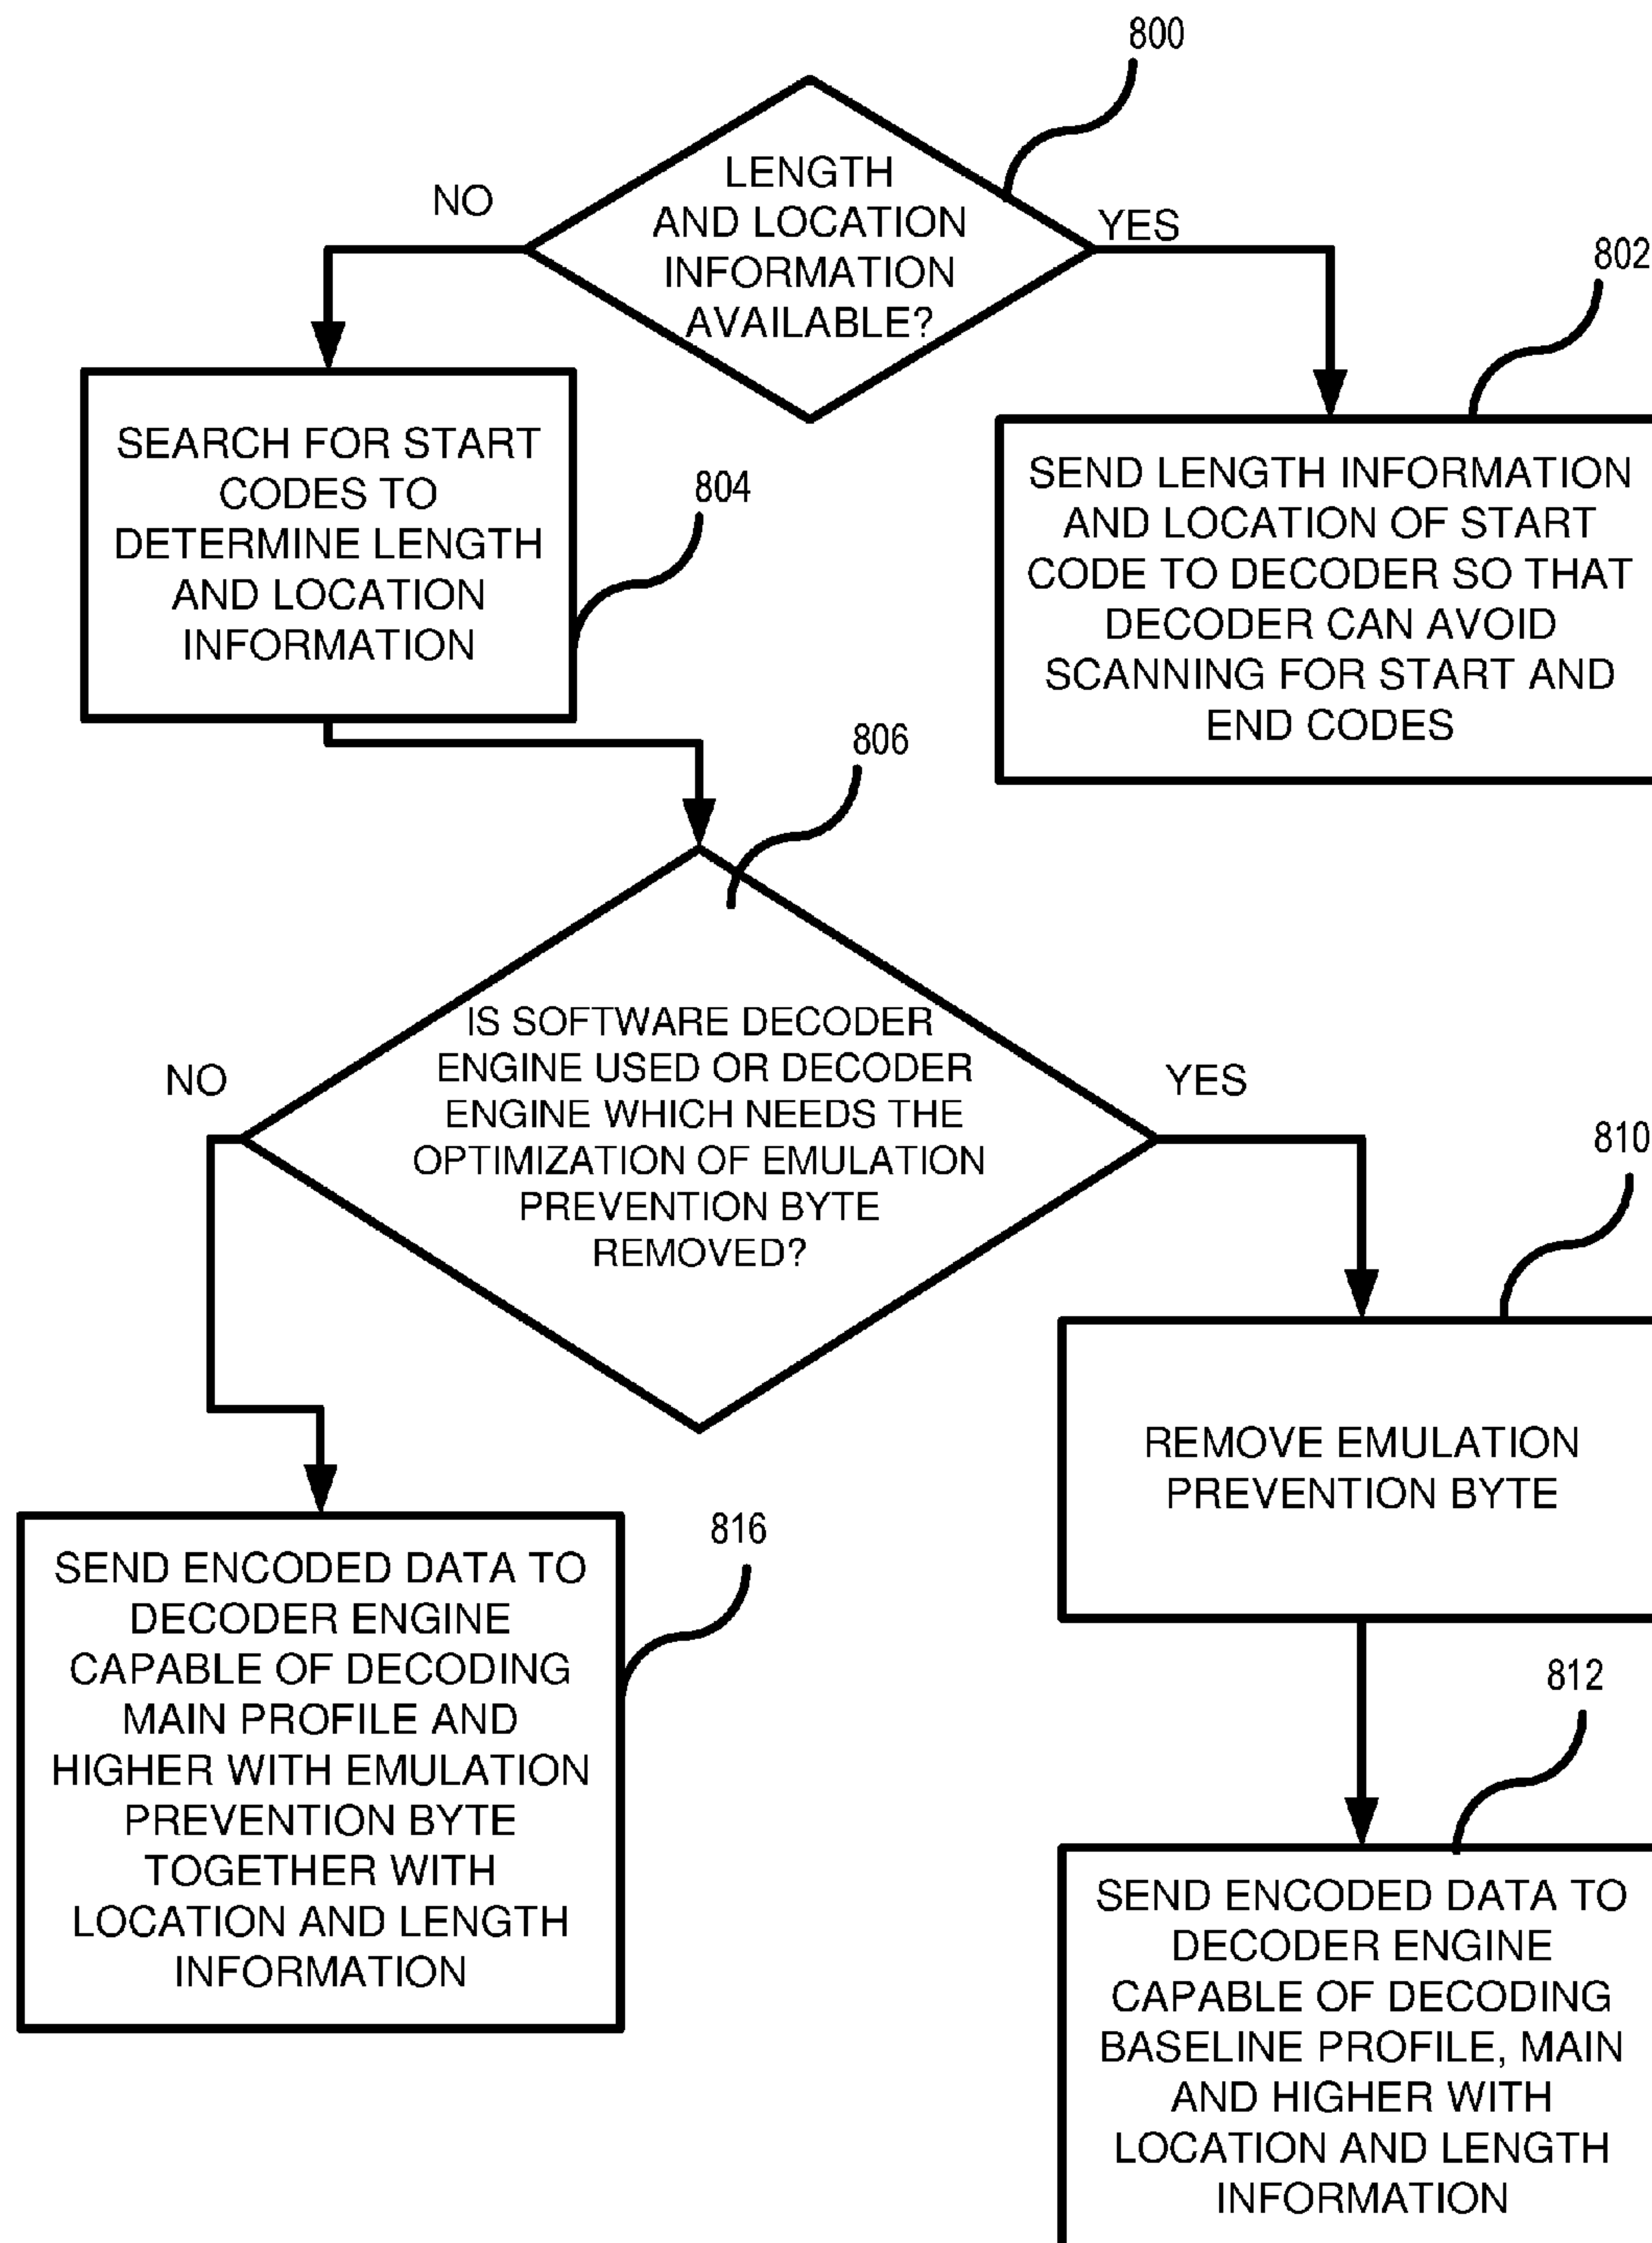 800
LENGTH
AND LOCATION
INFORMATION
AVAILABLE?
NO
YES
802
SEARCH FOR START
CODES TO
DETERMINE LENGTH
AND LOCATION
INFORMATION
804
SEND LENGTH INFORMATION
AND LOCATION OF START
CODE TO DECODER SO THAT
DECODER CAN AVOID
SCANNING FOR START AND
END CODES
806
IS SOFTWARE DECODER
ENGINE USED OR DECODER
ENGINE WHICH NEEDS THE
OPTIMIZATION OF EMULATION
PREVENTION BYTE
REMOVED?
NO
YES
810
REMOVE EMULATION
PREVENTION BYTE
816
SEND ENCODED DATA TO
DECODER ENGINE
CAPABLE OF DECODING
MAIN PROFILE AND
HIGHER WITH EMULATION
PREVENTION BYTE
TOGETHER WITH
LOCATION AND LENGTH
INFORMATION
812
SEND ENCODED DATA TO
DECODER ENGINE
CAPABLE OF DECODING
BASELINE PROFILE, MAIN
AND HIGHER WITH
LOCATION AND LENGTH
INFORMATION